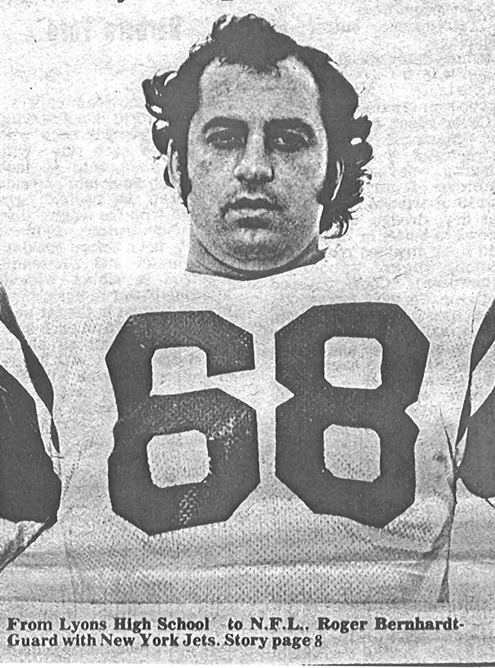 68
From Lyons High School to N.F.L.. Roger Bernhardt-
Guard with New York Jets. Story page 8